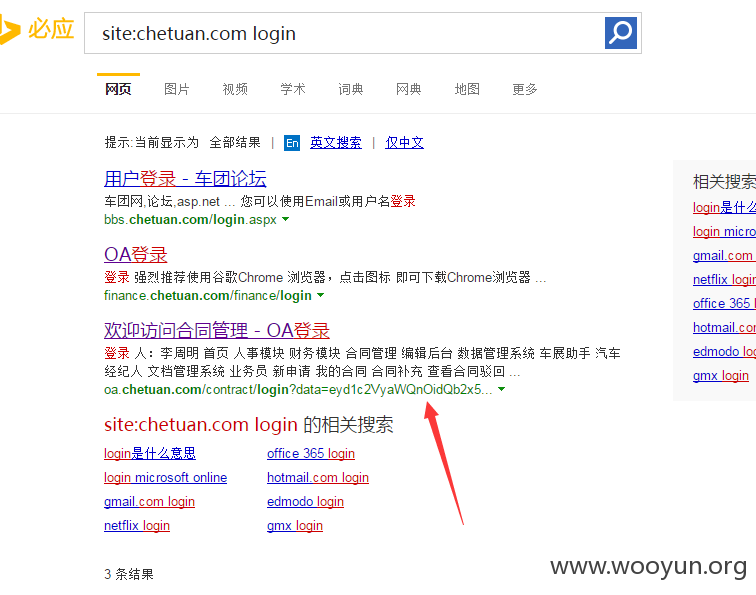 必应
site:chetuan.com login
网页 图片 视频 学术 词典 网典 地图 更多
提示:当前显示为 全部结果 | En 英文搜索 | 仅中文
用户登录 - 车团论坛
车团网,论坛,asp.net ... 您可以使用Email或用户名登录
bbs.chetuan.com/login.aspx
OA登录
登录 强烈推荐使用谷歌Chrome 浏览器，点击图标 即可下载Chrome浏览器 ...
finance.chetuan.com/finance/login
欢迎访问合同管理 - OA登录
登录 人：李周明 首页 人事模块 财务模块 合同管理 编辑后台 数据管理系统 车展助手 汽车
经纪人 文档管理系统 业务员 新申请 我的合同 合同补充 查看合同驳回 ...
oa.chetuan.com/contract/login?data=eyd1c2VyaWQnOidQb2x5...
site:chetuan.com login 的相关搜索
login是什么意思 office 365 login
login microsoft online hotmail.com login
gmail.com login edmodo login
netflix login gmx login
3 条结果
相关搜索
login是什么
login micro
gmail.com
netflix login
office 365 l
hotmail.co
edmodo log
gmx login
www.wooyun.org